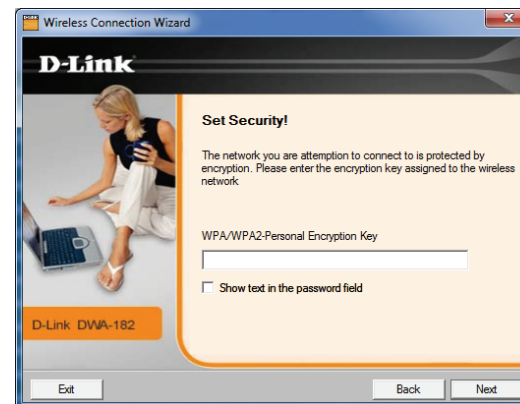 Wireless Connection Wizard
D-Link
Set Security!
The network you are attemption to connect to is protected by
encryption. Please enter the encryption key assigned to the wireless
network
WPA/WPA2-Personal Encryption Key
Show text in the password field
D-Link DWA-182
Exit
Back
Next